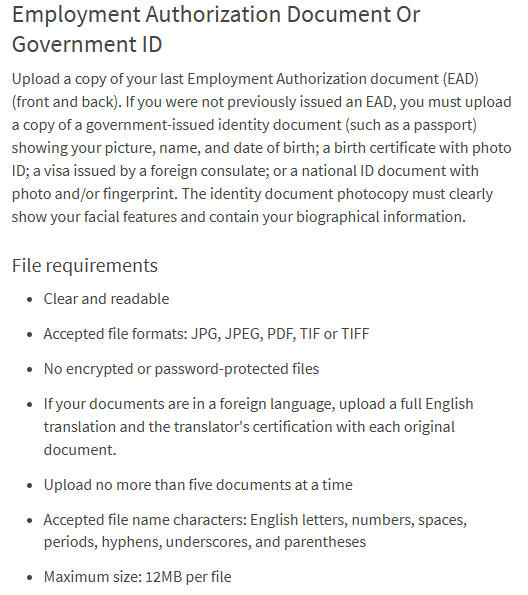 Employment Authorization Document Or
Government ID
Upload a copy of your last Employment Authorization document (EAD)
(front and back). If you were not previously issued an EAD, you must upload
a copy of a government-issued identity document (such as a passport)
showing your picture, name, and date of birth; a birth certificate with photo
ID; a visa issued by a foreign consulate; or a national ID document with
photo and/or fingerprint. The identity document photocopy must clearly
show your facial features and contain your biographical information.
File requirements
• Clear and readable
• Accepted file formats: JPG, JPEG, PDF, TIF or TIFF
• No encrypted or password-protected files
• If your documents are in a foreign language, upload a full English
translation and the translator's certification with each original
document.
• Upload no more than five documents at a time
• Accepted file name characters: English letters, numbers, spaces,
periods, hyphens, underscores, and parentheses
• Maximum size: 12MB per file